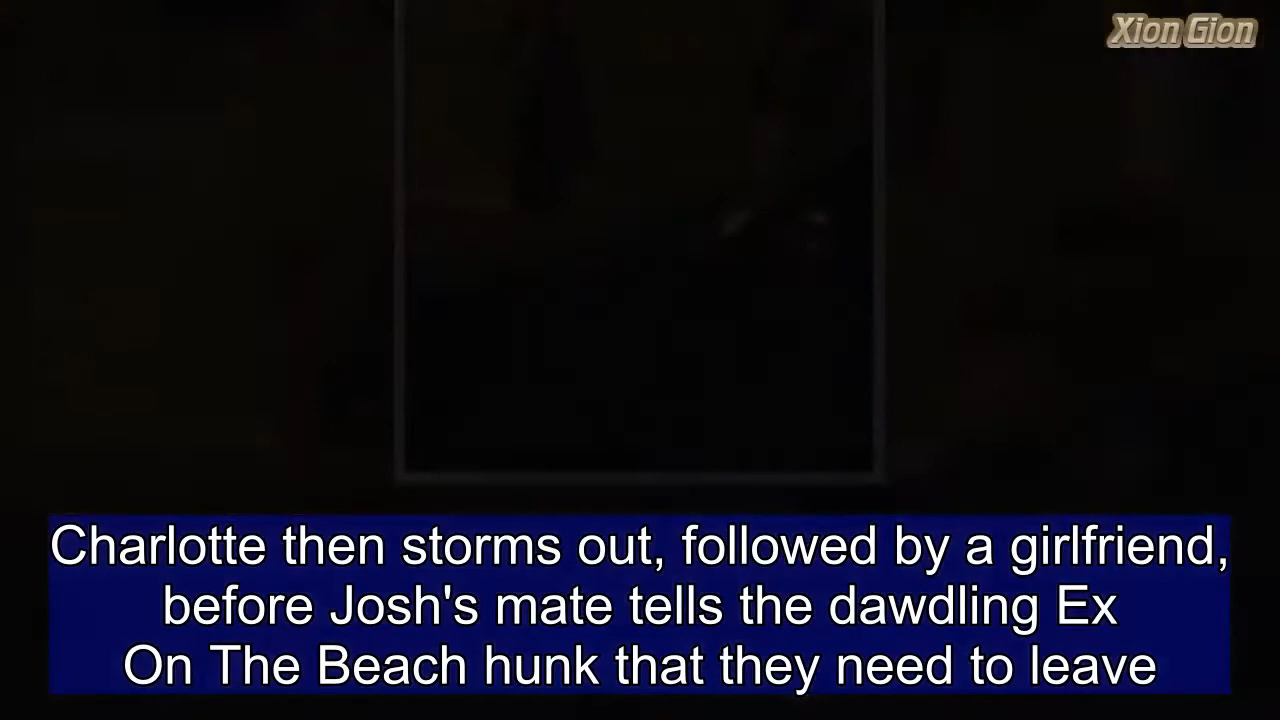 Xion Gion
Charlotte then storms out, followed by a girlfriend,
before Josh's mate tells the dawdling Ex
On The Beach hunk that they need to leave